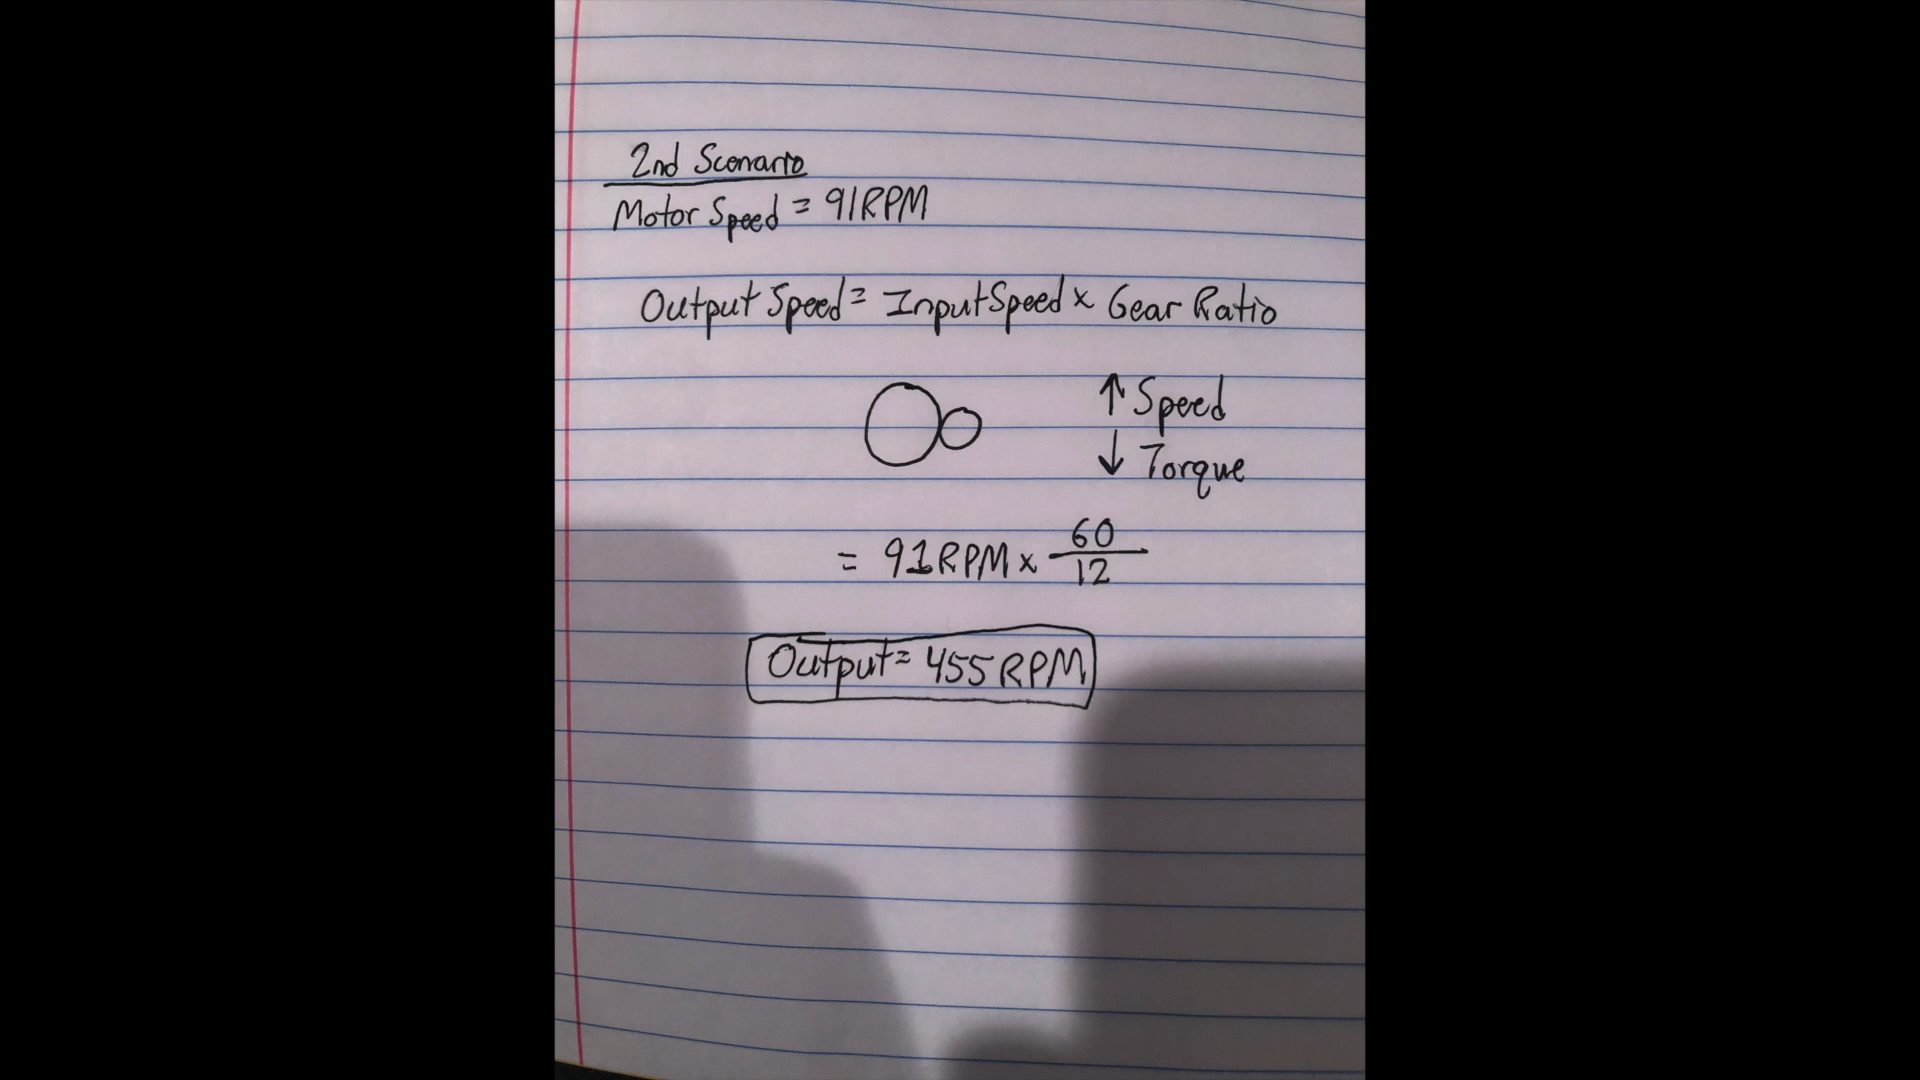 2nd Scenario
Motor Speed = 91RPM
Output Speed = Input Speed x Gear Ratio
↑ Speed
↓ Torque
= 91RPM x 60/12
Output = 455 RPM